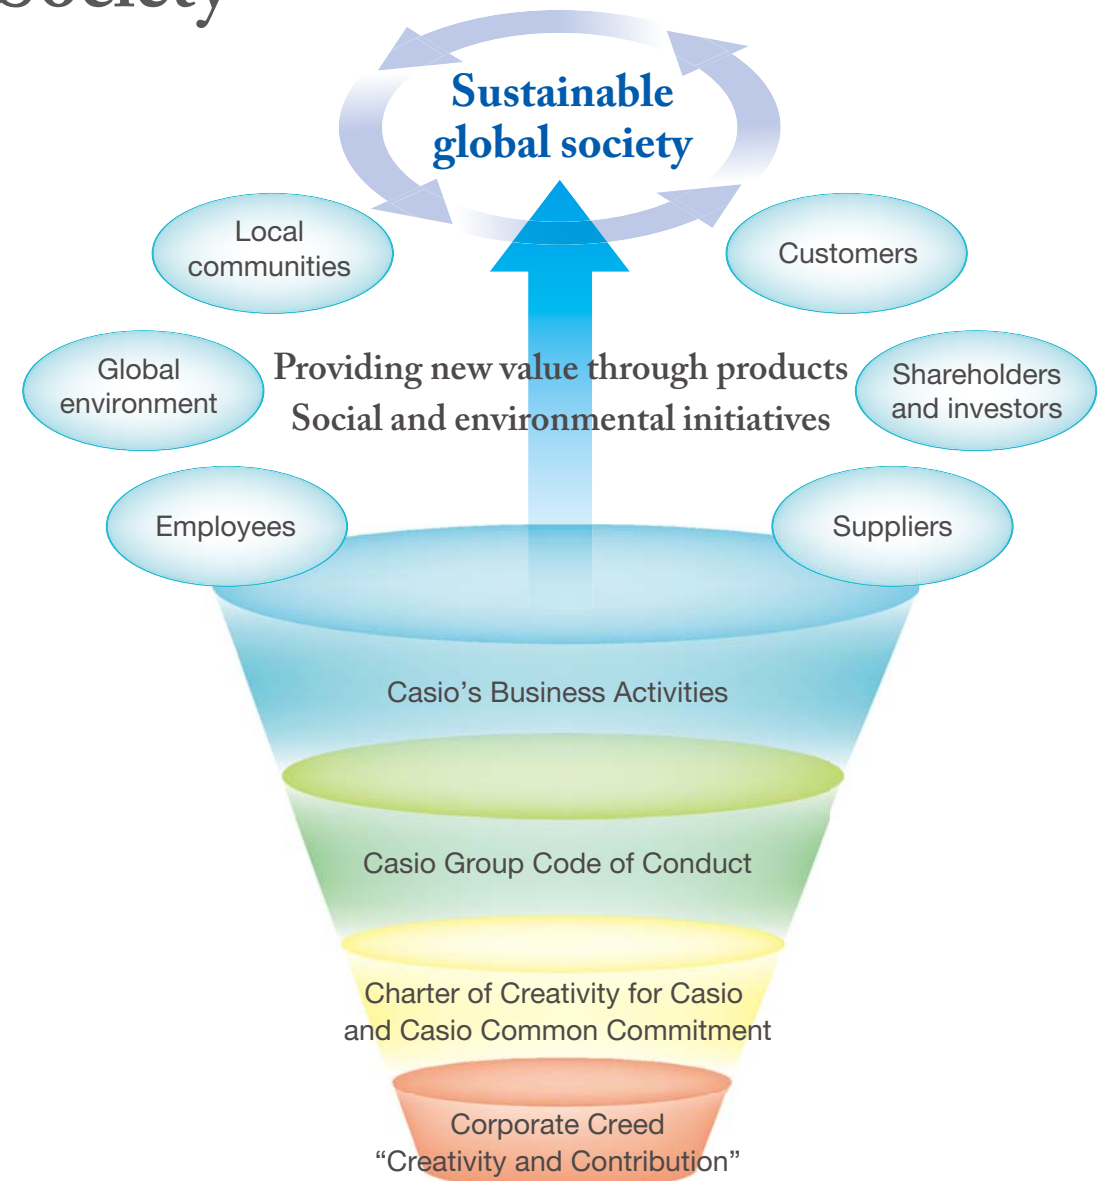 Society
Sustainable
global society
Local
communities
Customers
Global
environment
Providing new value through products
Social and environmental initiatives
Shareholders
and investors
Employees
Suppliers
Casio’s Business Activities
Casio Group Code of Conduct
Charter of Creativity for Casio
and Casio Common Commitment
Corporate Creed
“Creativity and Contribution”